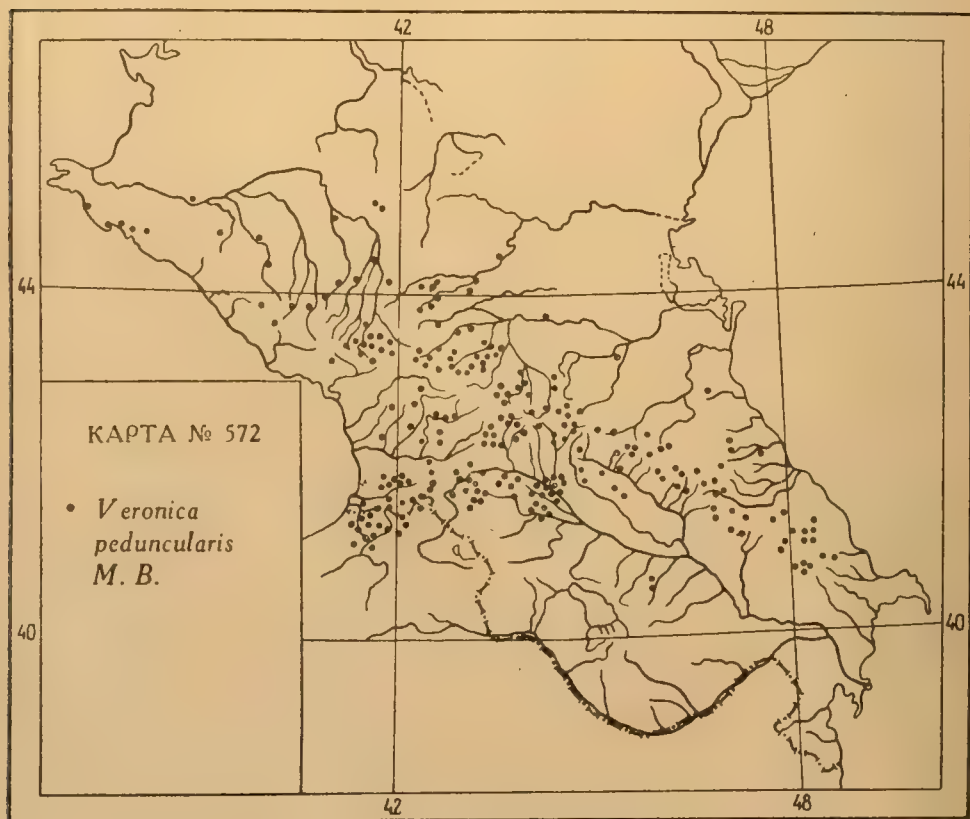 42 48
44 44
КАРТА № 572
Veronica
peduncularis
M. B.
40 40
42 48